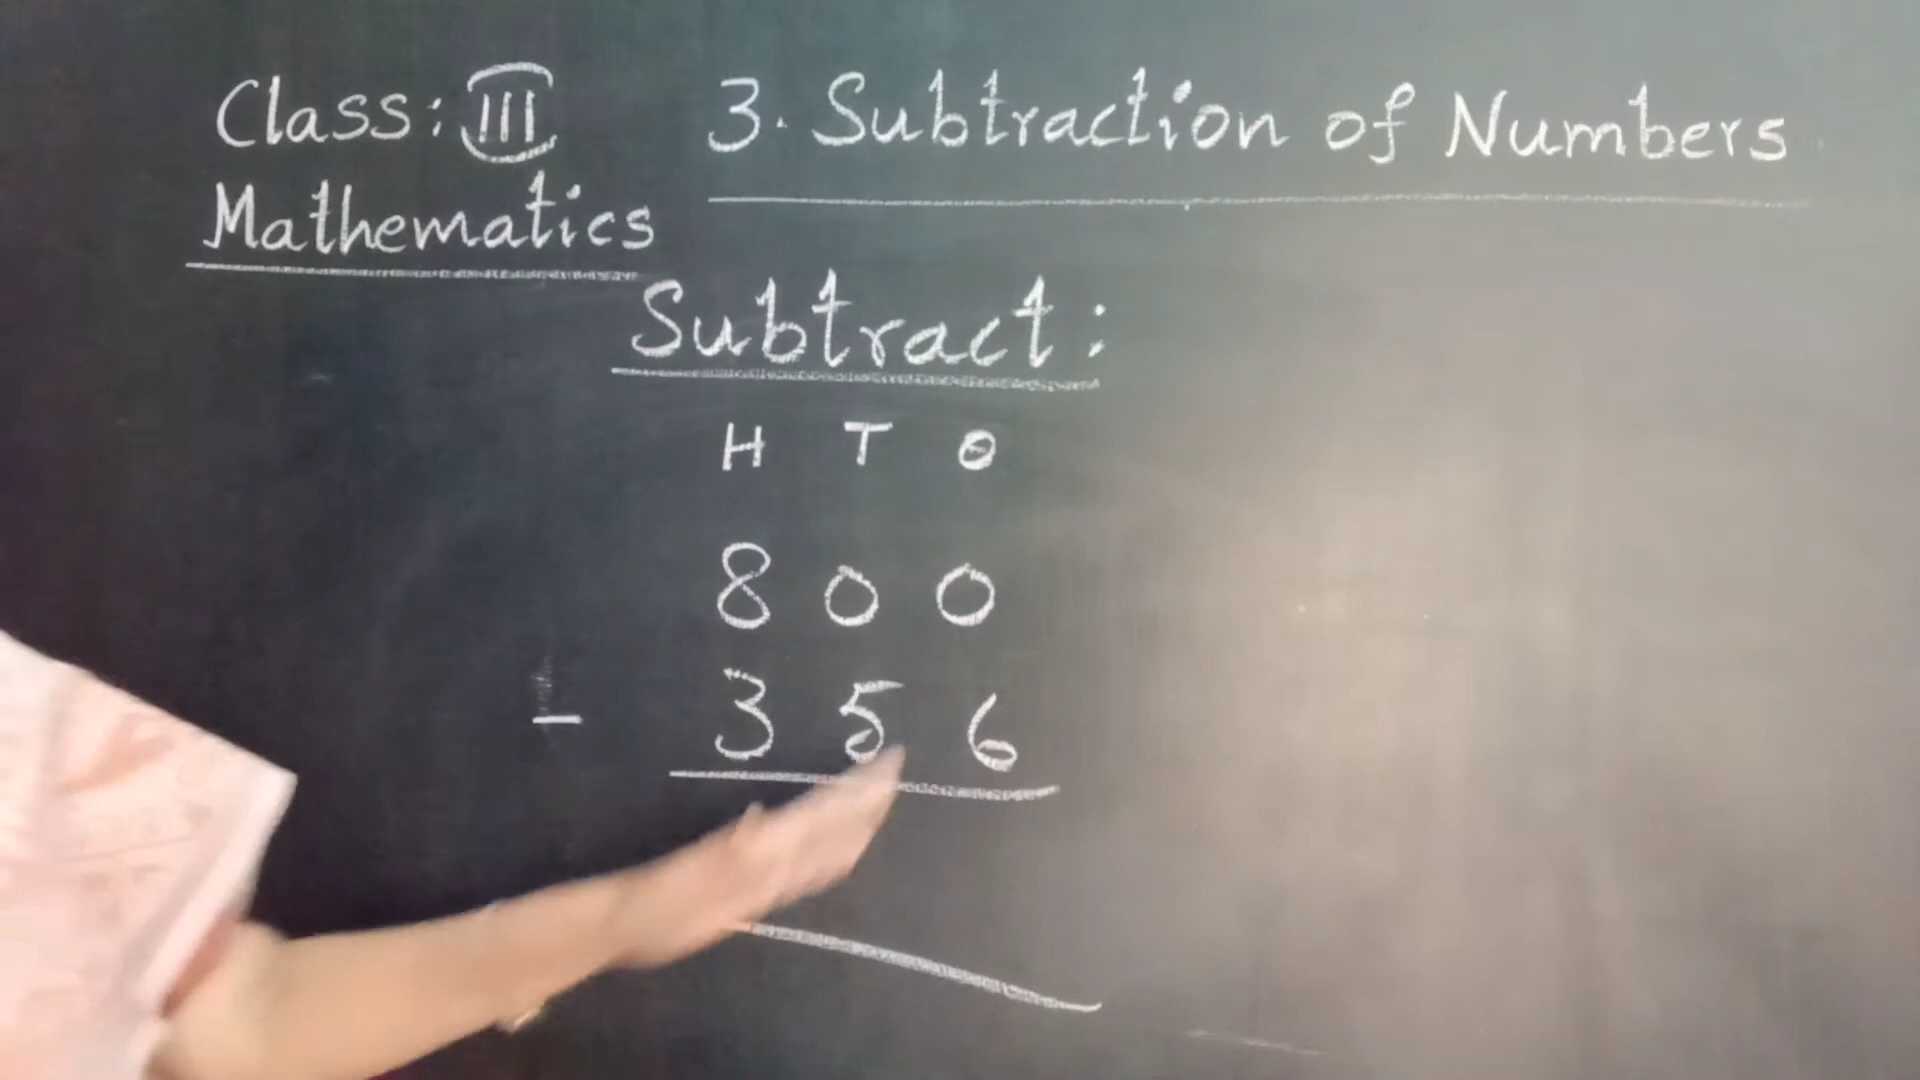 Class: III
Mathematics
3. Subtraction of Numbers
Subtract:
H T O
8 0 0
- 3 5 6